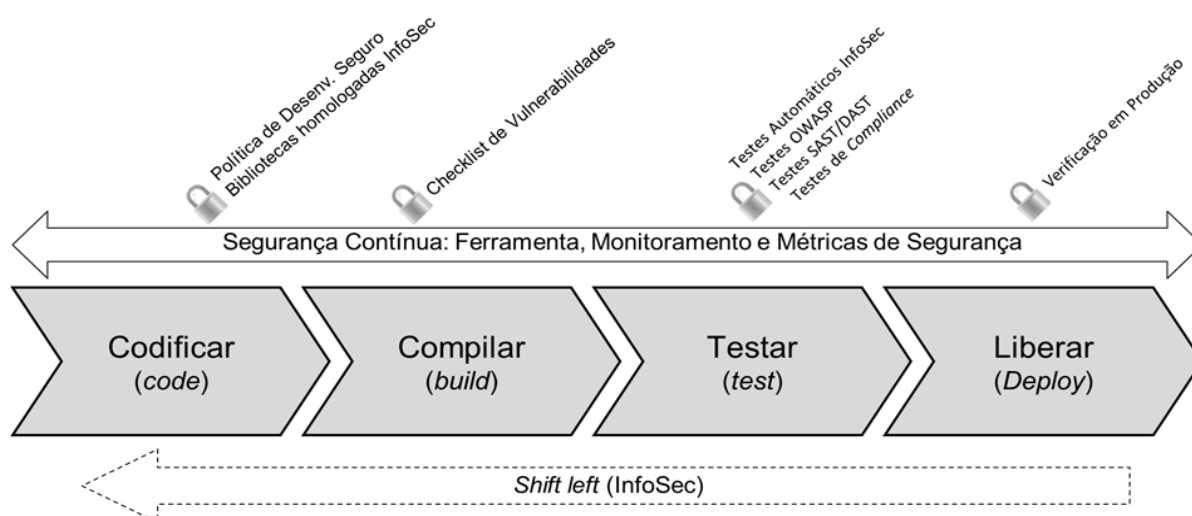 Política de Desenv. Seguro
Bibliotecas homologadas InfoSec
Checklist de Vulnerabilidades
Testes Automáticos InfoSec
Testes OWASP
Testes SAST/DAST
Testes de Compliance
Verificação em Produção
Segurança Contínua: Ferramenta, Monitoramento e Métricas de Segurança
Codificar
(code)
Compilar
(build)
Testar
(test)
Liberar
(Deploy)
Shift left (InfoSec)